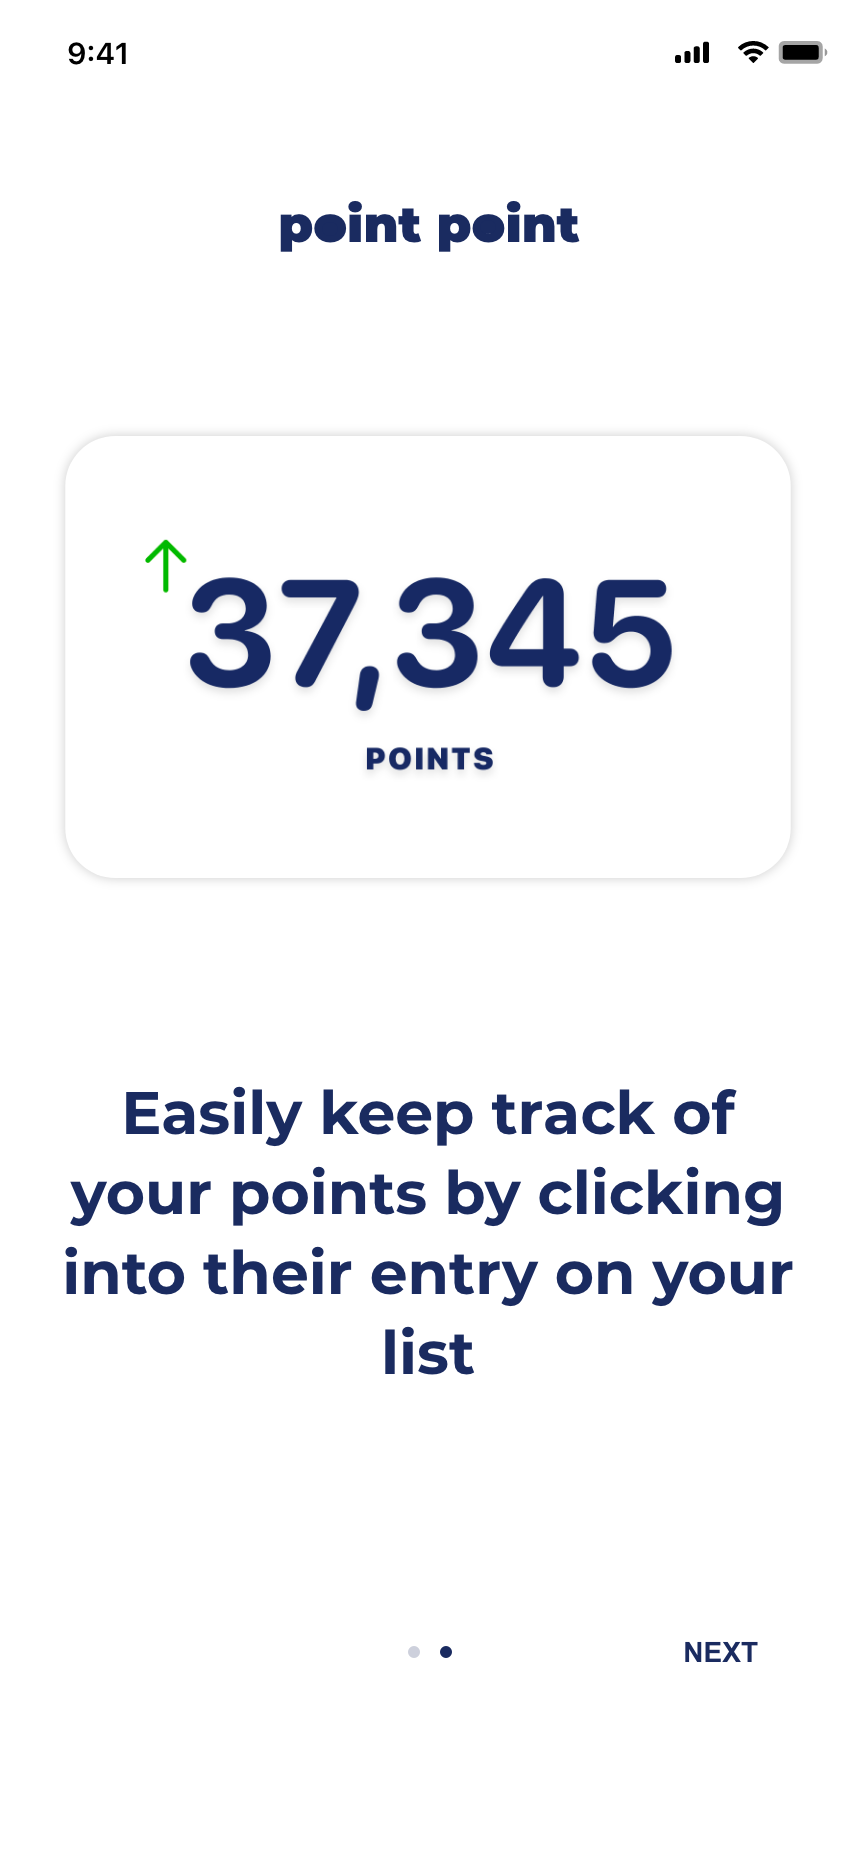 9:41
point point
37,345
POINTS
Easily keep track of
your points by clicking
into their entry on your
list
NEXT